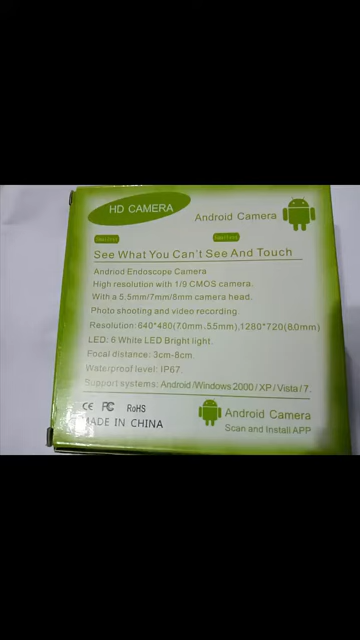 HD CAMERA
Android Camera
See What You Can't See And Touch
Andriod Endoscope Camera
High resolution with 1/9 CMOS camera.
With a 5.5mm/7mm/8mm camera head.
Photo shooting and video recording.
Resolution: 640*480(7.0mm,.55mm),1280*720(8.0mm)
LED: 6 White LED Bright light.
Focal distance: 3cm-8cm
Waterproof level: IP67.
Support systems: Android/Windows 2000/XP/Vista/7.
CE FC RoHS
MADE IN CHINA
Android Camera
Scan and Install APP